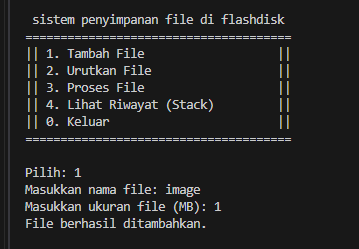 sistem penyimpanan file di flashdisk
======================================
|| 1. Tambah File ||
|| 2. Urutkan File ||
|| 3. Proses File ||
|| 4. Lihat Riwayat (Stack) ||
|| 0. Keluar ||
======================================
Pilih: 1
Masukkan nama file: image
Masukkan ukuran file (MB): 1
File berhasil ditambahkan.